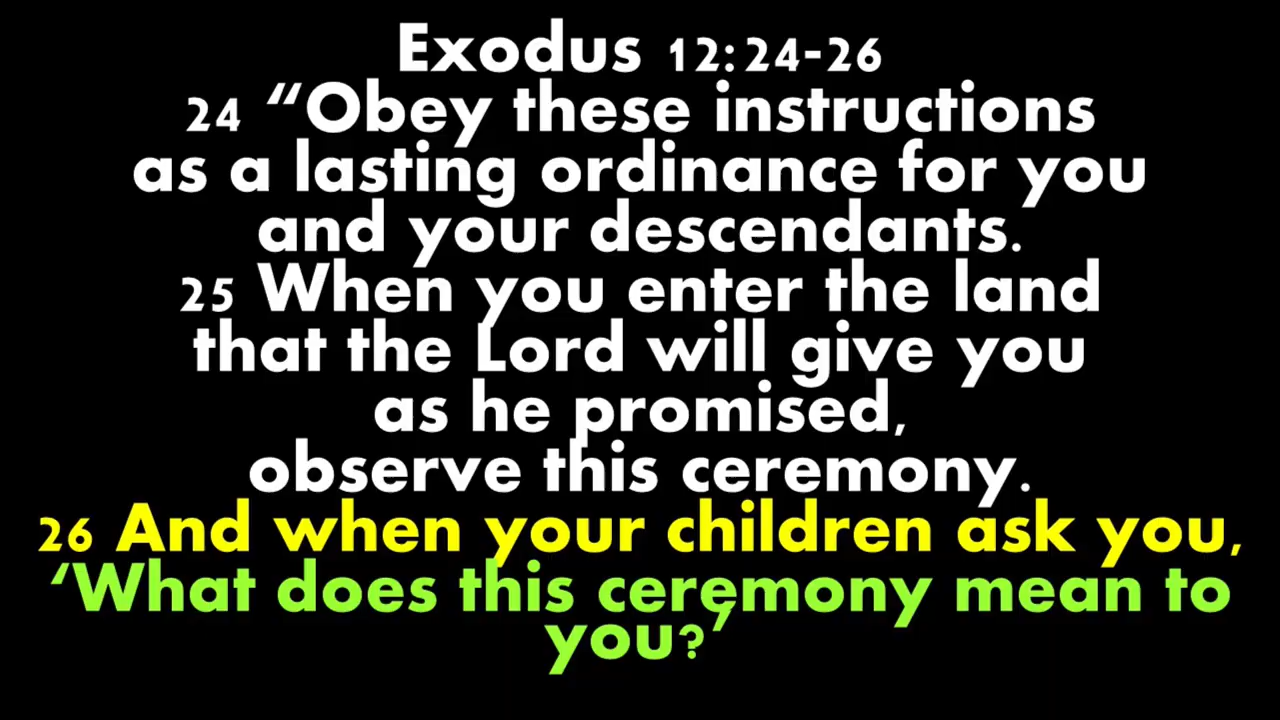 Exodus 12:24-26
24 “Obey these instructions
as a lasting ordinance for you
and your descendants.
25 When you enter the land
that the Lord will give you
as he promised,
observe this ceremony.
26 And when your children ask you,
‘What does this ceremony mean to
you?’